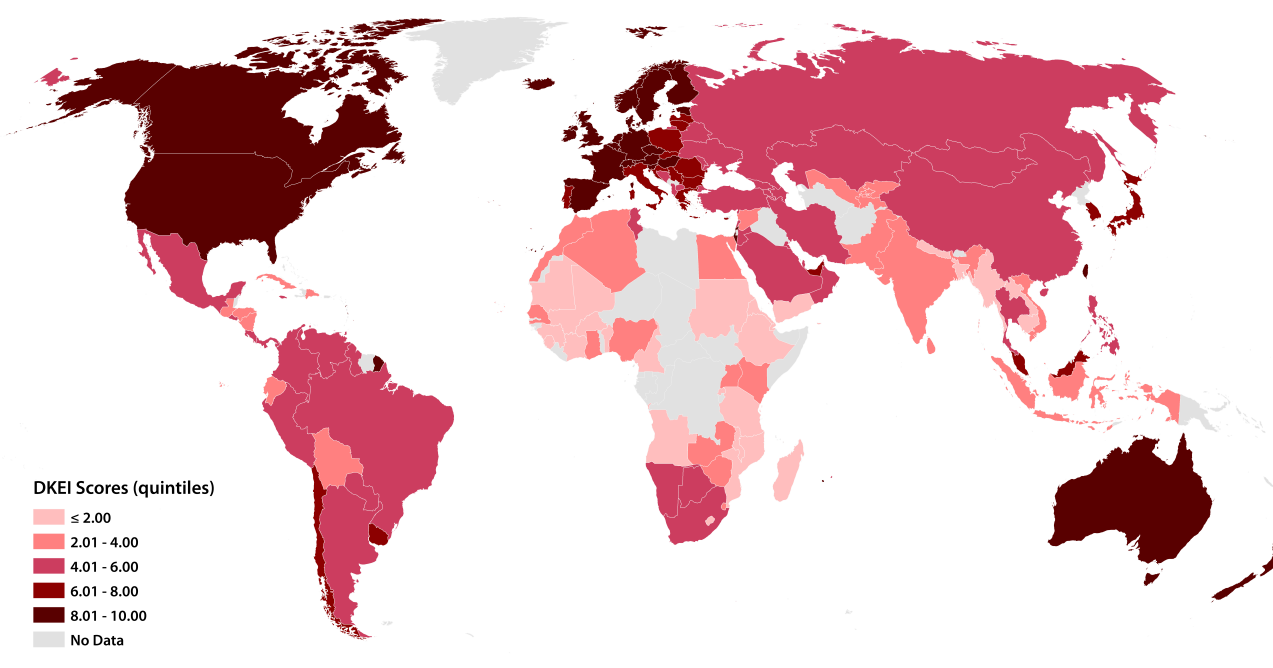 DKEI Scores (quintiles)
≤ 2.00
2.01 - 4.00
4.01 - 6.00
6.01 - 8.00
8.01 - 10.00
No Data